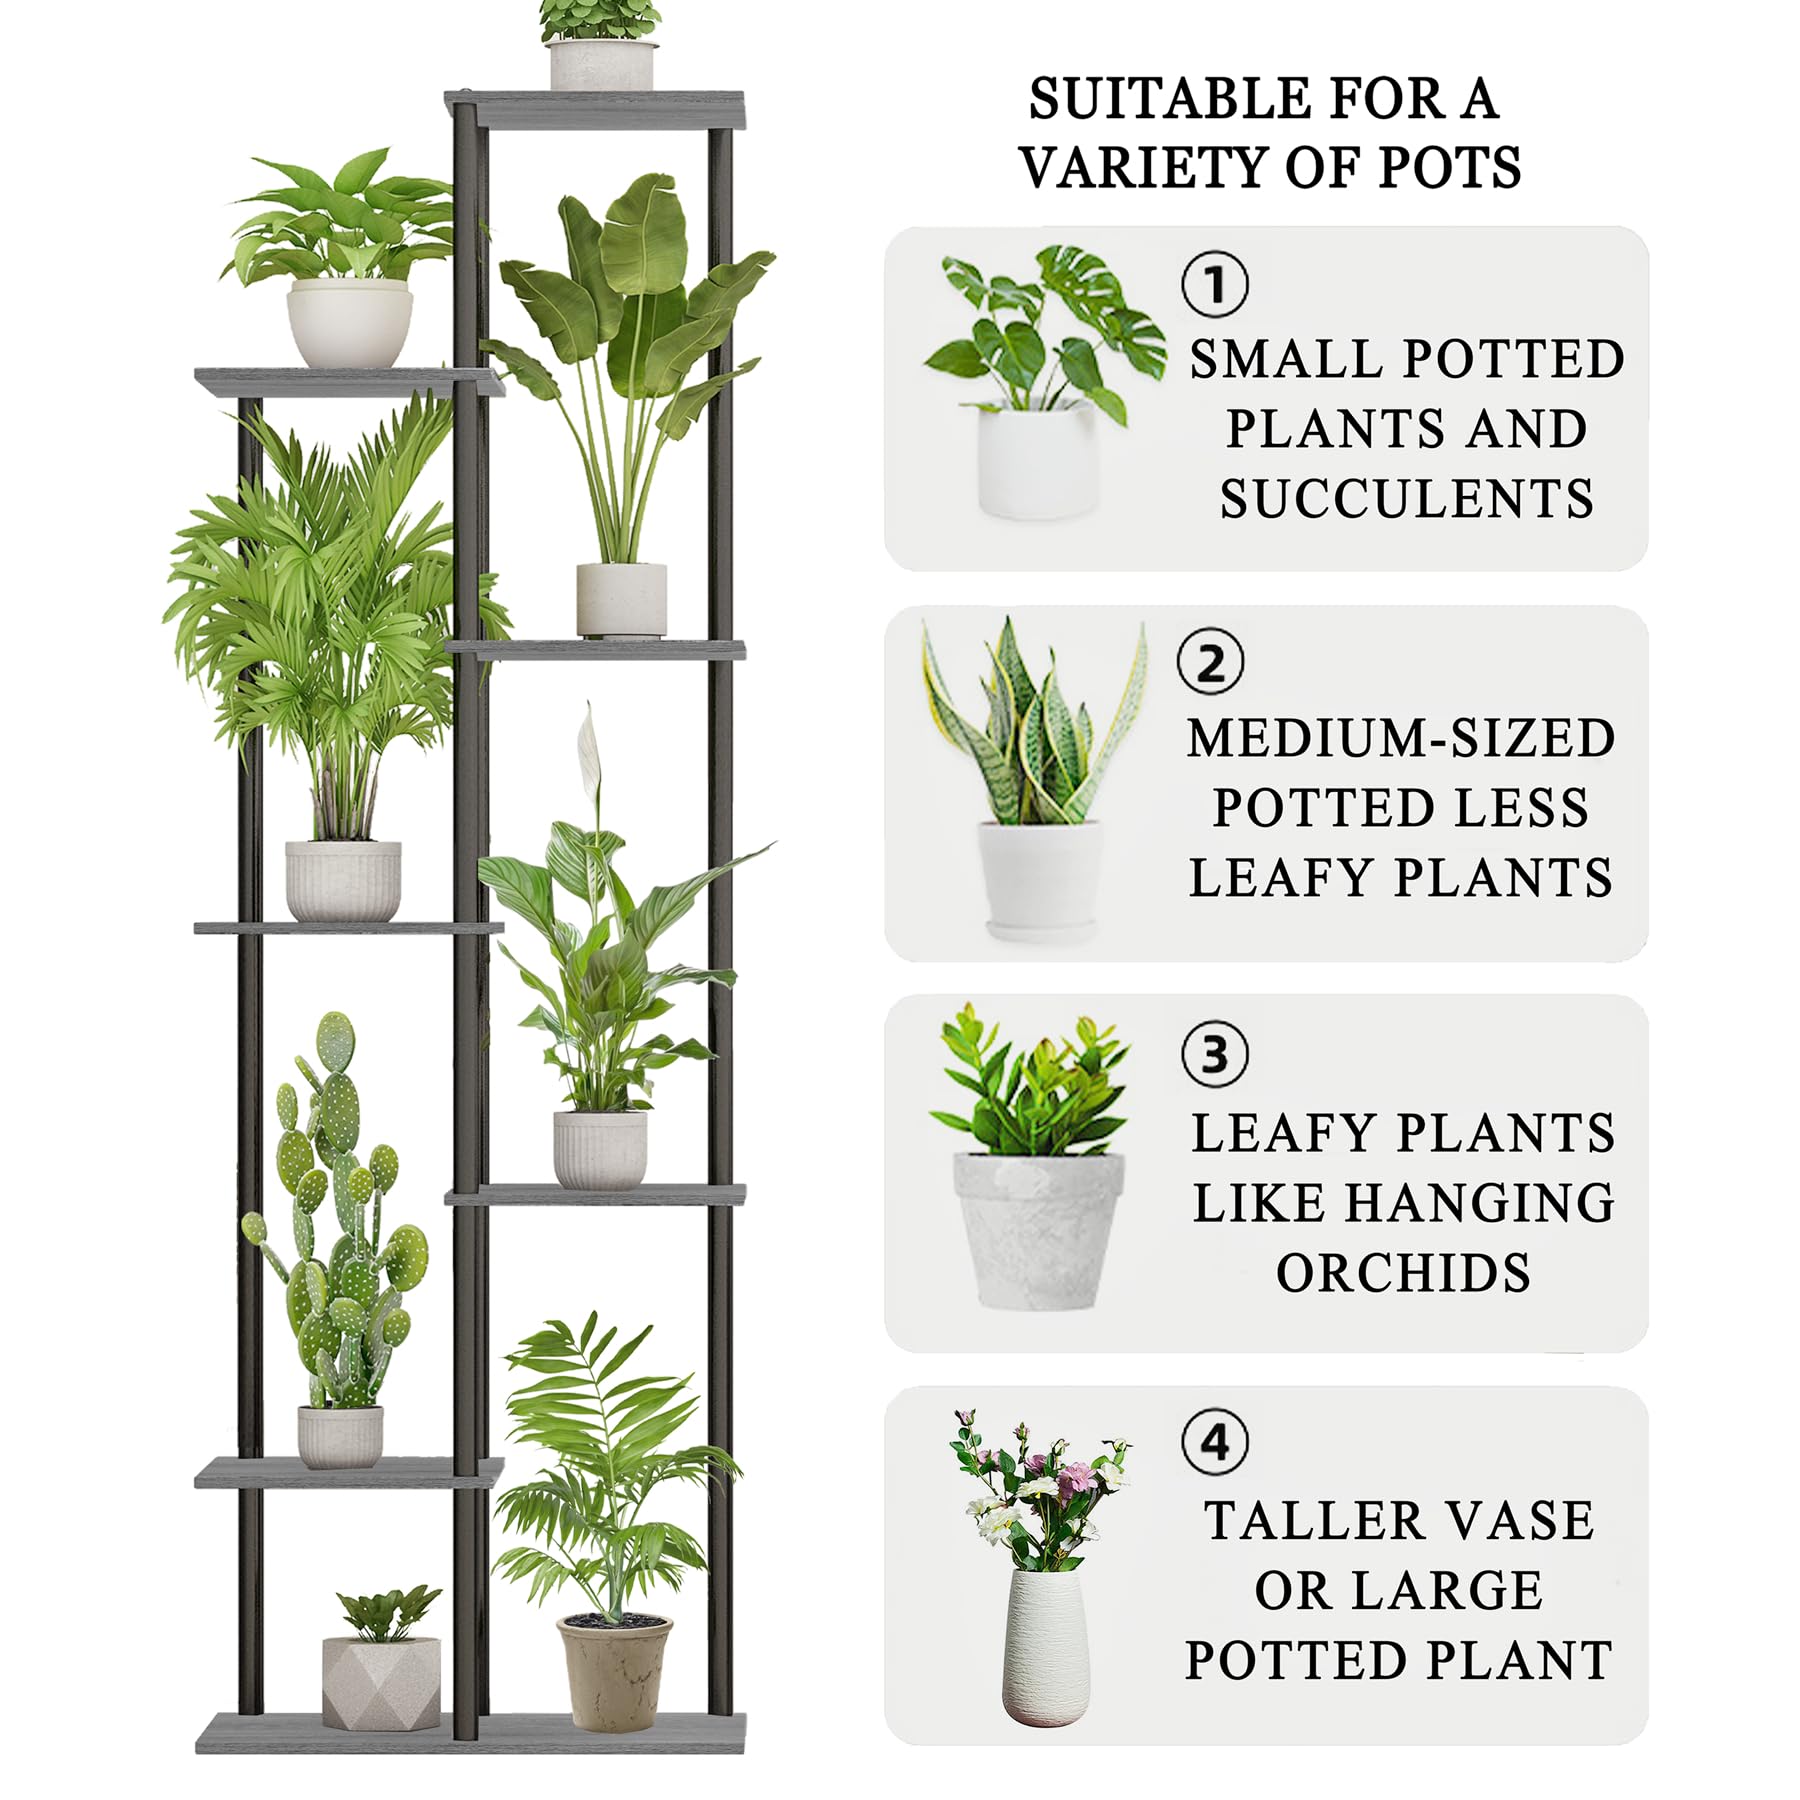 SUITABLE FOR A
VARIETY OF POTS
1
SMALL POTTED
PLANTS AND
SUCCULENTS
2
MEDIUM-SIZED
POTTED LESS
LEAFY PLANTS
3
LEAFY PLANTS
LIKE HANGING
ORCHIDS
4
TALLER VASE
OR LARGE
POTTED PLANT